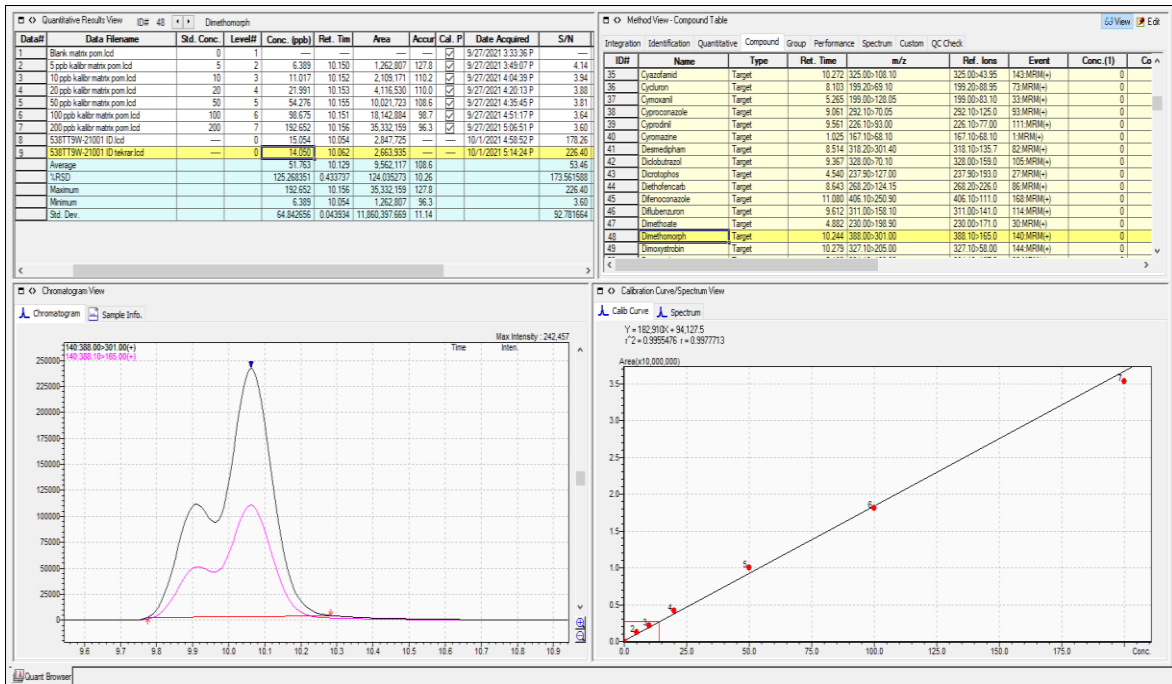 Quantitative Results View ID# 48 Dimethomorph
Data# Data Filename Std. Conc. Level# Conc. (ppb) Ret. Tim Area Accur Cal. P Date Acquired S/N
1 Blank matrix pom.lcd 0 1 --- --- --- --- 9/27/2021 3:33:36 P ---
2 5 ppb kalibr matrix pom.lcd 5 2 6.389 10.150 1,262,807 127.8 9/27/2021 3:49:07 P 4.14
3 10 ppb kalibr matrix pom.lcd 10 3 11.017 10.152 2,109,171 110.2 9/27/2021 4:04:39 P 3.94
4 20 ppb kalibr matrix pom.lcd 20 4 21.991 10.153 4,116,530 110.0 9/27/2021 4:20:13 P 3.88
5 50 ppb kalibr matrix pom.lcd 50 5 54.276 10.155 10,021,723 108.6 9/27/2021 4:35:45 P 3.81
6 100 ppb kalibr matrix pom.lcd 100 6 98.675 10.151 18,142,884 98.7 9/27/2021 4:51:17 P 3.64
7 200 ppb kalibr matrix pom.lcd 200 7 192.652 10.156 35,332,159 96.3 9/27/2021 5:06:51 P 3.60
8 538TT9W-21001 ID.lcd --- 0 15.054 10.054 2,847,725 --- --- 10/1/2021 4:58:52 P 178.26
9 538TT9W-21001 ID tekrar.lcd --- 0 14.050 10.062 2,663,935 --- --- 10/1/2021 5:14:24 P 226.40
Average 51.763 10.129 9,562,117 108.6 53.46
%RSD 125.268351 0.433737 124.035273 10.26 173.561588
Maximum 192.652 10.156 35,332,159 127.8 226.40
Minimum 6.389 10.054 1,262,807 96.3 3.60
Std. Dev. 64.842656 0.043934 11,860,397.669 11.14 92.781664
Method View - Compound Table View Edit
Integration Identification Quantitative Compound Group Performance Spectrum Custom QC Check
ID# Name Type Ret. Time m/z Ref. Ions Event Conc.(1) Co
35 Cyazofamid Target 10.272 325.00>108.10 325.00>43.95 143:MRM(+) 0
36 Cycluron Target 8.103 199.20>69.10 199.20>88.95 73:MRM(+) 0
37 Cymoxanil Target 5.265 199.00>128.05 199.00>83.10 33:MRM(+) 0
38 Cyproconazole Target 9.061 292.10>70.05 292.10>125.0 93:MRM(+) 0
39 Cyprodinil Target 9.561 226.10>93.00 226.10>77.00 111:MRM(+) 0
40 Cyromazine Target 1.025 167.10>68.10 167.10>68.10 1:MRM(+) 0
41 Desmedipham Target 8.514 318.20>301.40 318.10>135.7 82:MRM(+) 0
42 Diclobutrazol Target 9.367 328.00>70.10 328.00>159.0 105:MRM(+) 0
43 Dicrotophos Target 4.540 237.90>127.00 237.90>193.0 27:MRM(+) 0
44 Diethofencarb Target 8.643 268.20>124.15 268.20>226.0 86:MRM(+) 0
45 Difenoconazole Target 11.080 406.10>250.90 406.10>111.0 168:MRM(+) 0
46 Diflubenzuron Target 9.612 311.00>158.10 311.00>141.0 114:MRM(+) 0
47 Dimethoate Target 4.882 230.00>198.90 230.00>171.0 30:MRM(+) 0
48 Dimethomorph Target 10.244 388.00>301.00 388.10>165.0 140:MRM(+) 0
49 Dimoxystrobin Target 10.279 327.10>205.00 327.10>58.00 144:MRM(+) 0
Chromatogram View
Chromatogram Sample Info.
Max Intensity : 242,457
Time Inten.
140:388.00>301.00(+)
140:388.10>165.00(+)
250000
225000
200000
175000
150000
125000
100000
75000
50000
25000
0
9.6 9.7 9.8 9.9 10.0 10.1 10.2 10.3 10.4 10.5 10.6 10.7 10.8 10.9
Calibration Curve/Spectrum View
Calib Curve Spectrum
Y = 182,910X + 94,127.5
r^2 = 0.9955476 r = 0.9977713
Area(x10,000,000)
3.5
3.0
2.5
2.0
1.5
1.0
0.5
0.0
2 3 4 5 6 7
0.0 25.0 50.0 75.0 100.0 125.0 150.0 175.0 Conc.
Quant Browser